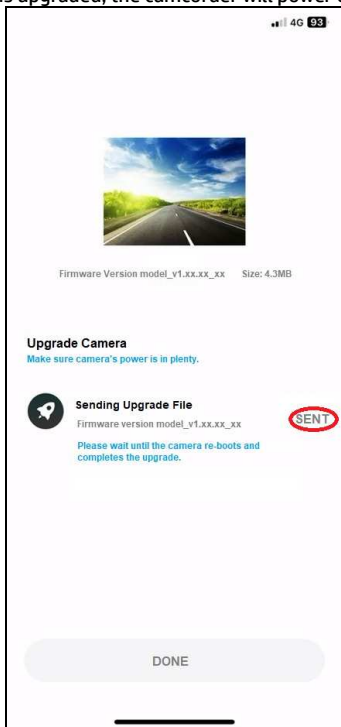 is upgraded, the camcorder will power
4G 93
Firmware Version model_v1.xx.xx_xx Size: 4.3MB
Upgrade Camera
Make sure camera's power is in plenty.
Sending Upgrade File
Firmware version model_v1.xx.xx_xx
SENT
Please wait until the camera re-boots and
completes the upgrade.
DONE